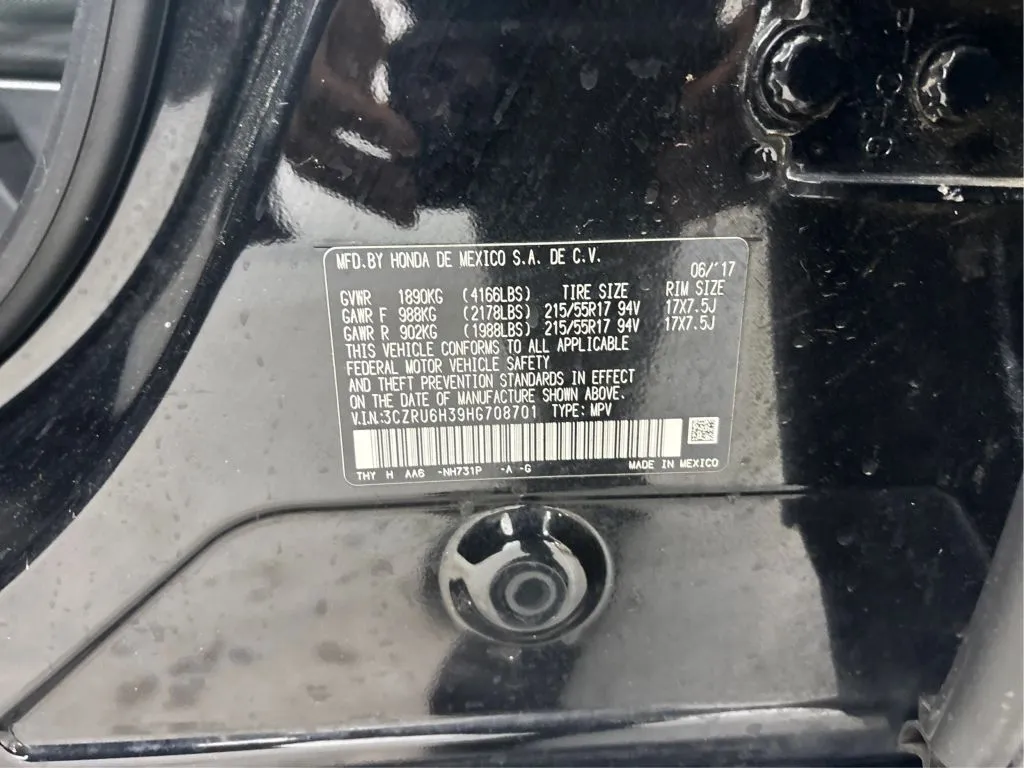 MFD.BY HONDA DE MEXICO S.A. DE C.V.
06/'17
GVWR 1890KG (4166LBS) TIRE SIZE RIM SIZE
GAWR F 988KG (2178LBS) 215/55R17 94V 17X7.5J
GAWR R 902KG (1988LBS) 215/55R17 94V 17X7.5J
THIS VEHICLE CONFORMS TO ALL APPLICABLE
FEDERAL MOTOR VEHICLE SAFETY
AND THEFT PREVENTION STANDARDS IN EFFECT
ON THE DATE OF MANUFACTURE SHOWN ABOVE.
V.I.N.:3CZRU6H39HG708701 TYPE: MPV
THY H AA6 -NH731P -A -G MADE IN MEXICO